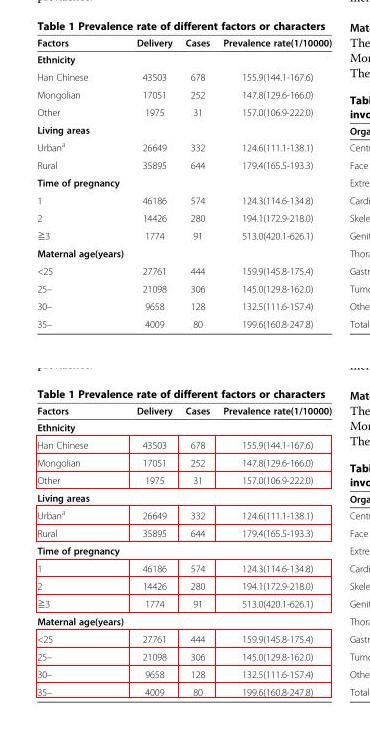 Table 1 Prevalence rate of different factors or characters
Factors Delivery Cases Prevalence rate(1/10000)
Ethnicity
Han Chinese 43503 678 155.9(144.1-167.6)
Mongolian 17051 252 147.8(129.6-166.0)
Other 1975 31 157.0(106.9-222.0)
Living areas
Urbanª 26649 332 124.6(111.1-138.1)
Rural 35895 644 179.4(165.5-193.3)
Time of pregnancy
1 46186 574 124.3(114.6-134.8)
2 14426 280 194.1(172.9-218.0)
≧3 1774 91 513.0(420.1-626.1)
Maternal age(years)
<25 27761 444 159.9(145.8-175.4)
25– 21098 306 145.0(129.8-162.0)
30– 9658 128 132.5(111.6-157.4)
35– 4009 80 199.6(160.8-247.8)
Mate
The
Mon
The
Tabl
invo
Orga
Centr
Face
Extre
Cardi
Skele
Genit
Thora
Gastr
Tumo
Othe
Total
Table 1 Prevalence rate of different factors or characters
Factors Delivery Cases Prevalence rate(1/10000)
Ethnicity
Han Chinese 43503 678 155.9(144.1-167.6)
Mongolian 17051 252 147.8(129.6-166.0)
Other 1975 31 157.0(106.9-222.0)
Living areas
Urbanª 26649 332 124.6(111.1-138.1)
Rural 35895 644 179.4(165.5-193.3)
Time of pregnancy
1 46186 574 124.3(114.6-134.8)
2 14426 280 194.1(172.9-218.0)
≧3 1774 91 513.0(420.1-626.1)
Maternal age(years)
<25 27761 444 159.9(145.8-175.4)
25– 21098 306 145.0(129.8-162.0)
30– 9658 128 132.5(111.6-157.4)
35– 4009 80 199.6(160.8-247.8)
Mate
The
Mon
The
Tabl
invo
Orga
Centr
Face
Extre
Cardi
Skele
Genit
Thora
Gastr
Tumo
Othe
Total